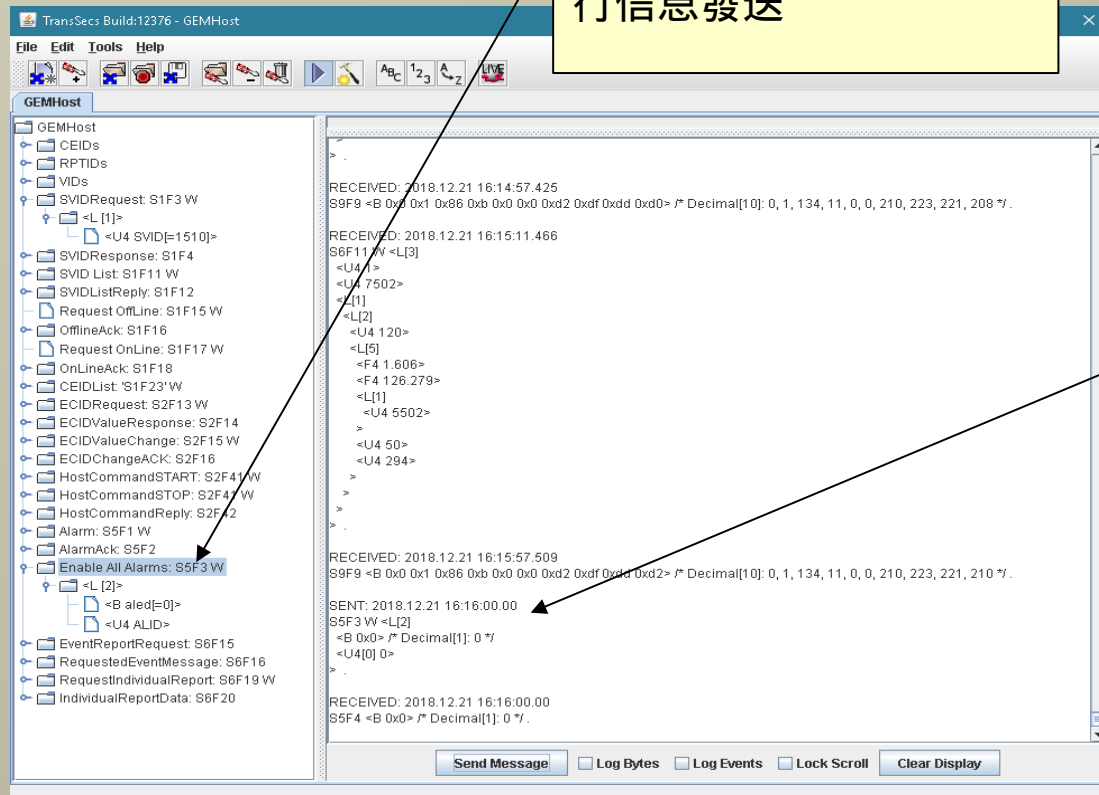 行信息發送
TransSecs Build:12376 - GEMHost
File Edit Tools Help
ABC 123 A-Z LIVE
GEMHost
GEMHost
CEIDs
RPTIDs
VIDs
SVIDRequest: S1F3 W
<L [1]>
<U4 SVID[=1510]>
SVIDResponse: S1F4
SVID List: S1F11 W
SVIDListReply: S1F12
Request OffLine: S1F15 W
OfflineAck: S1F16
Request OnLine: S1F17 W
OnLineAck: S1F18
CEIDList: 'S1F23' W
ECIDRequest: S2F13 W
ECIDValueResponse: S2F14
ECIDValueChange: S2F15 W
ECIDChangeACK: S2F16
HostCommandSTART: S2F41 W
HostCommandSTOP: S2F41 W
HostCommandReply: S2F42
Alarm: S5F1 W
AlarmAck: S5F2
Enable All Alarms: S5F3 W
<L [2]>
<B aled[=0]>
<U4 ALID>
EventReportRequest: S6F15
RequestedEventMessage: S6F16
RequestIndividualReport: S6F19 W
IndividualReportData: S6F20
>
> .
RECEIVED: 2018.12.21 16:14:57.425
S9F9 <B 0x0 0x1 0x86 0xb 0x0 0x0 0xd2 0xdf 0xdd 0xd0> /* Decimal[10]: 0, 1, 134, 11, 0, 0, 210, 223, 221, 208 */ .
RECEIVED: 2018.12.21 16:15:11.466
S6F11 W <L[3]
<U4 1>
<U4 7502>
<L[1]
<L[2]
<U4 120>
<L[5]
<F4 1.606>
<F4 126.279>
<L[1]
<U4 5502>
>
<U4 50>
<U4 294>
>
>
>
> .
RECEIVED: 2018.12.21 16:15:57.509
S9F9 <B 0x0 0x1 0x86 0xb 0x0 0x0 0xd2 0xdf 0xdd 0xd2> /* Decimal[10]: 0, 1, 134, 11, 0, 0, 210, 223, 221, 210 */ .
SENT: 2018.12.21 16:16:00.00
S5F3 W <L[2]
<B 0x0> /* Decimal[1]: 0 */
<U4[0] 0>
> .
RECEIVED: 2018.12.21 16:16:00.00
S5F4 <B 0x0> /* Decimal[1]: 0 */ .
Send Message Log Bytes Log Events Lock Scroll Clear Display